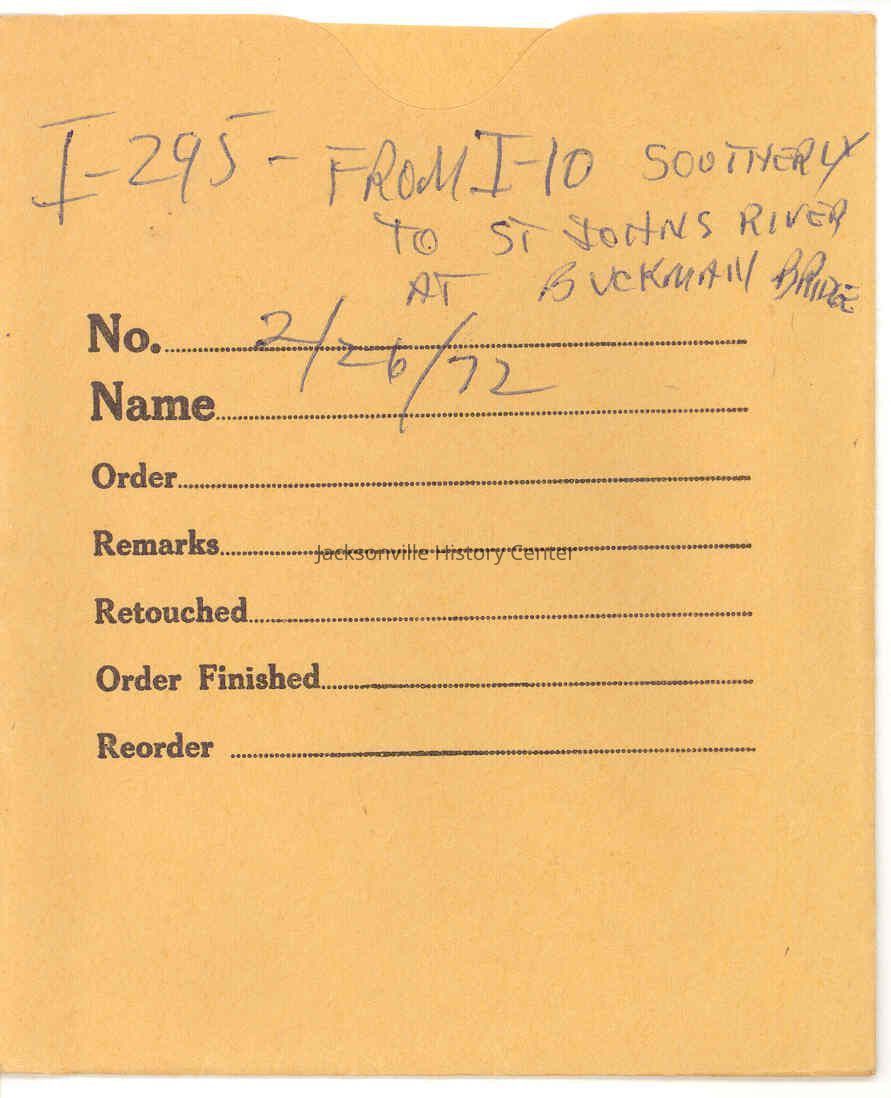 I-295 - FROM I-10 SOUTHERLY
TO ST JOHNS RIVER
AT BUCKMAN BRIDGE
No. 2/26/72
Name
Order
Remarks
Jacksonville History Center
Retouched
Order Finished
Reorder